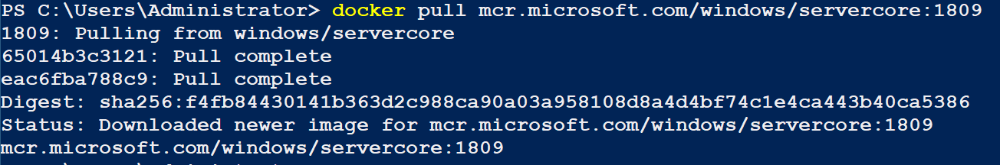 PS C:\Users\Administrator> docker pull mcr.microsoft.com/windows/servercore:1809
1809: Pulling from windows/servercore
65014b3c3121: Pull complete
eac6fba788c9: Pull complete
Digest: sha256:f4fb84430141b363d2c988ca90a03a958108d8a4d4bf74c1e4ca443b40ca5386
Status: Downloaded newer image for mcr.microsoft.com/windows/servercore:1809
mcr.microsoft.com/windows/servercore:1809